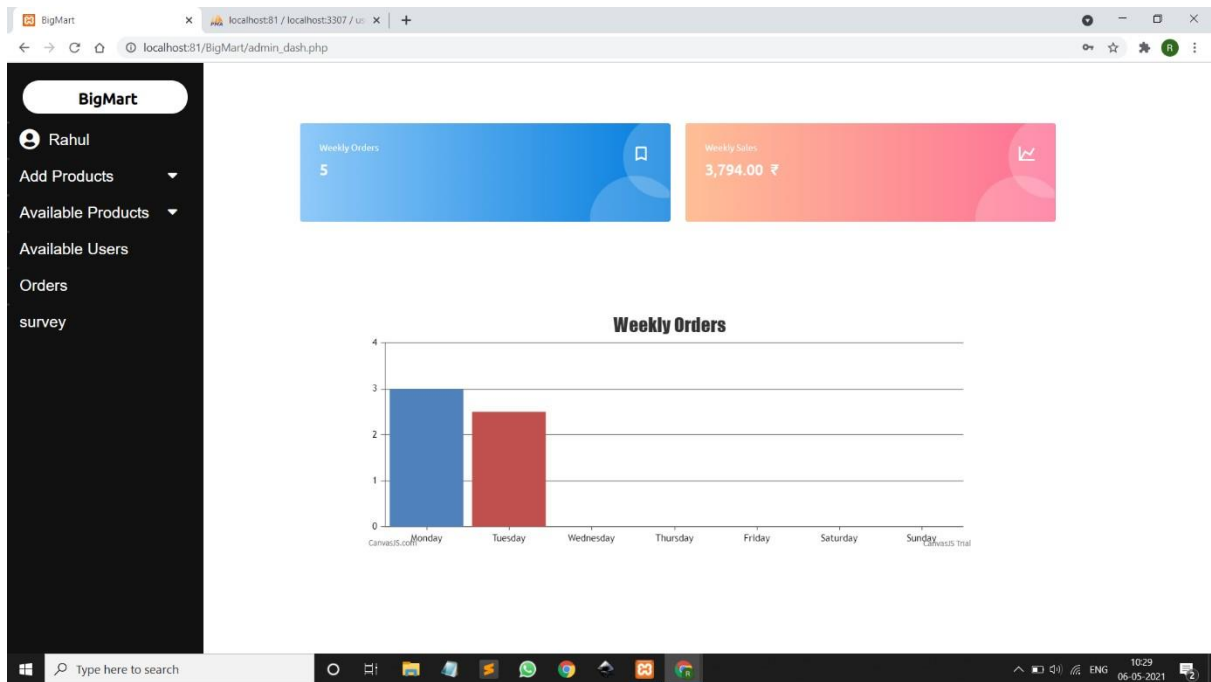 BigMart
localhost:81 / localhost:3307 / us
localhost:81/BigMart/admin_dash.php
R
BigMart
Rahul
Add Products
Available Products
Available Users
Orders
survey
Weekly Orders
5
Weekly Sales
3,794.00 ₹
Weekly Orders
4
3
2
1
0
Monday Tuesday Wednesday Thursday Friday Saturday Sunday
CanvasJS.com
CanvasJS Trial
Type here to search
ENG
10:29
06-05-2021
2